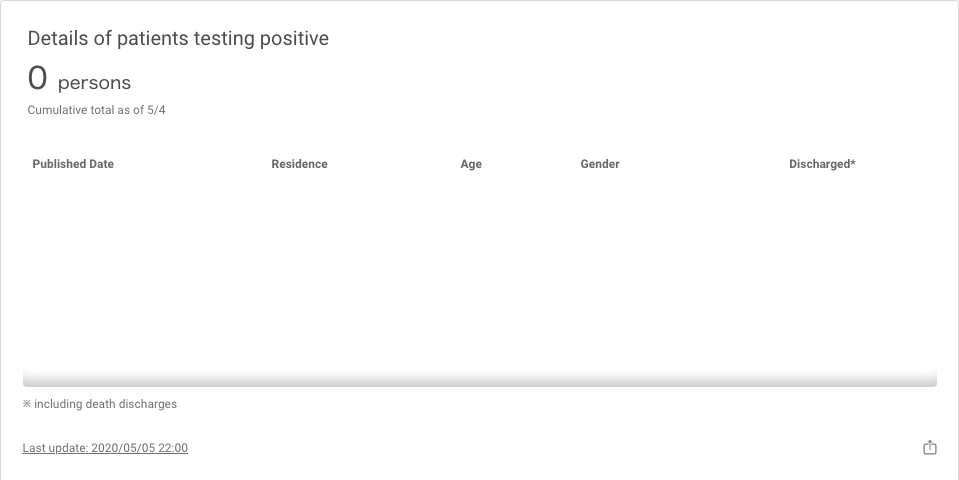 Details of patients testing positive
0 persons
Cumulative total as of 5/4
Published Date Residence Age Gender Discharged*
※ including death discharges
Last update: 2020/05/05 22:00